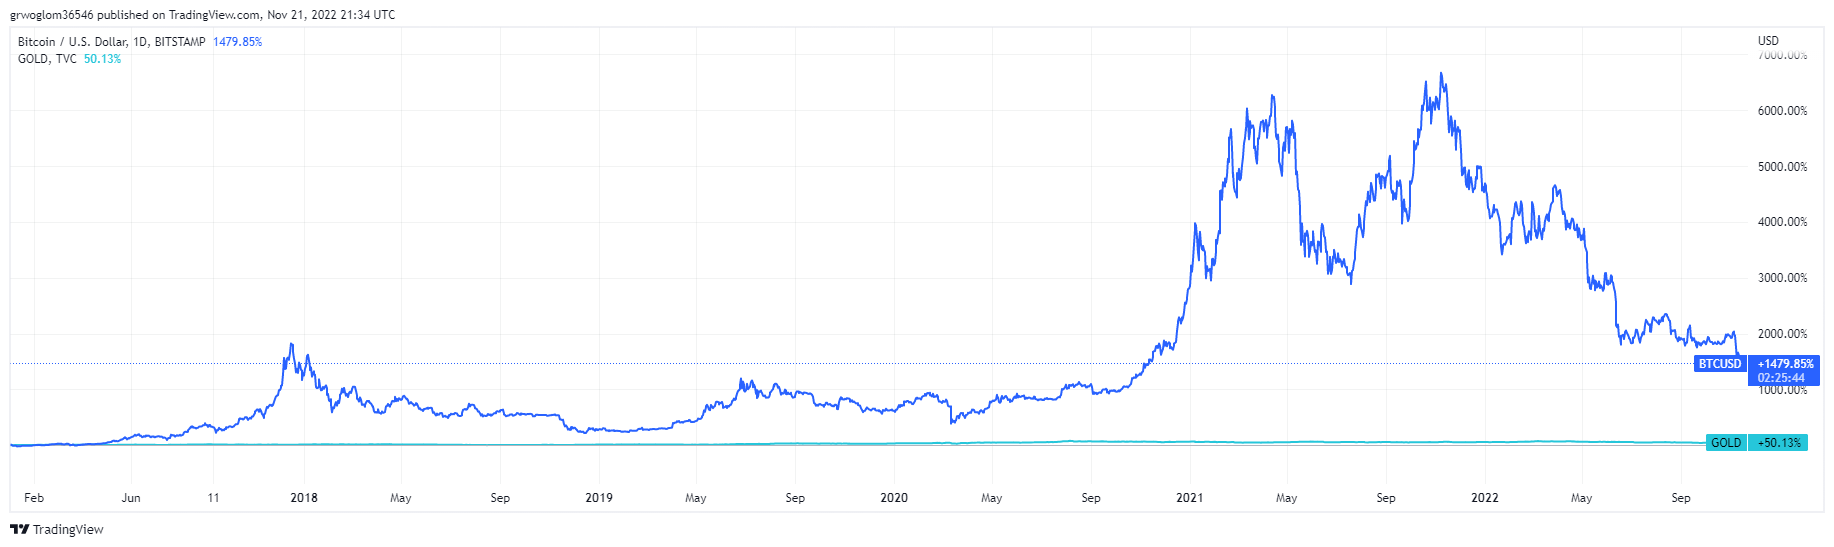 grwoglom36546 published on TradingView.com, Nov 21, 2022 21:34 UTC
Bitcoin / U.S. Dollar, 1D, BITSTAMP 1479.85%
GOLD, TVC 50.13%
USD
7000.00%
6000.00%
5000.00%
4000.00%
3000.00%
2000.00%
BTCUSD +1479.85%
02:25:44
1000.00%
GOLD +50.13%
Feb Jun 11 2018 May Sep 2019 May Sep 2020 May Sep 2021 May Sep 2022 May Sep
TradingView